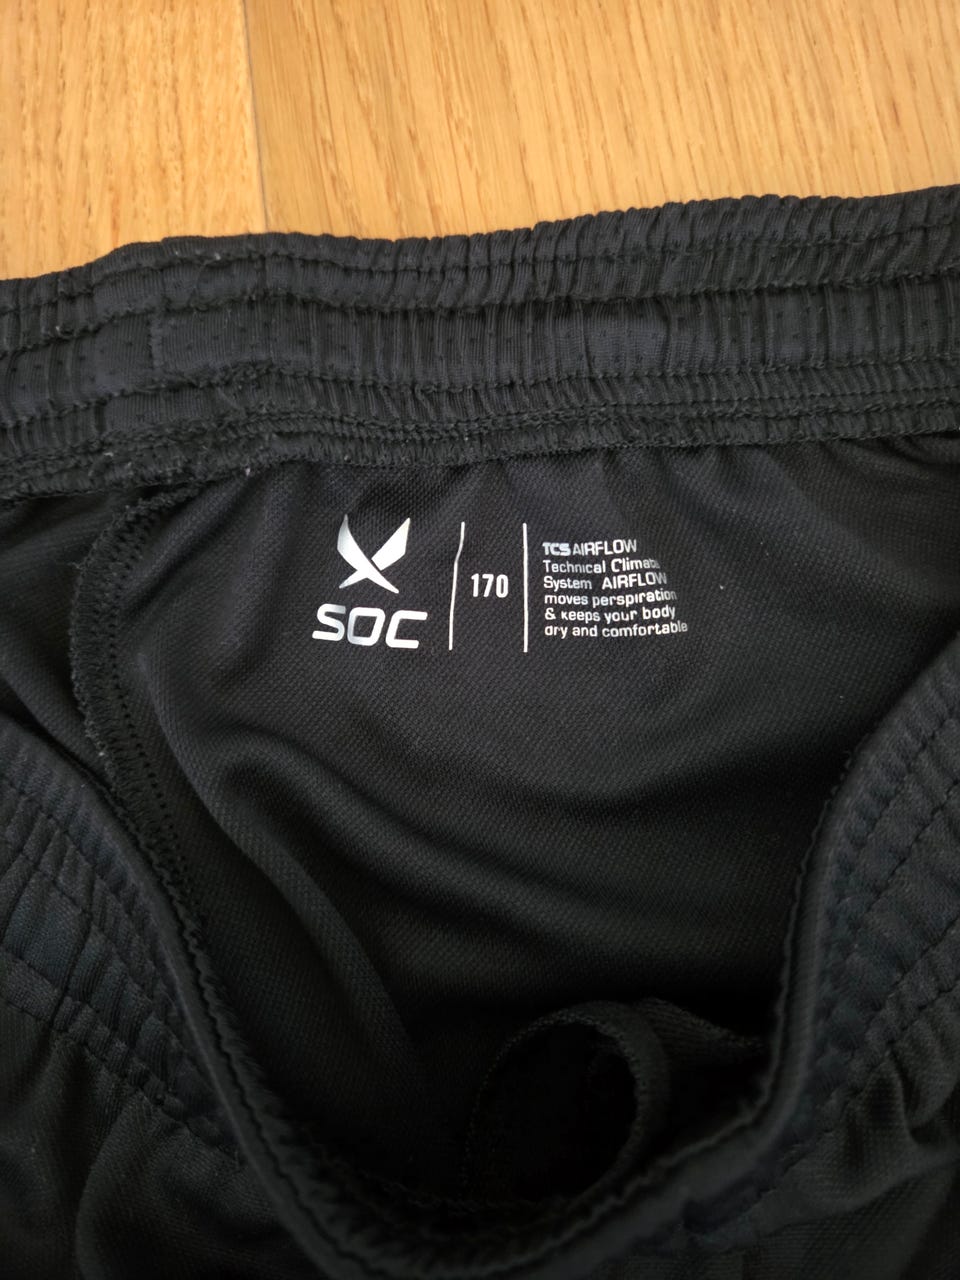 SOC
170
TCS AIRFLOW
Technical Climate
System AIRFLOW
moves perspiration
& keeps your body
dry and comfortable